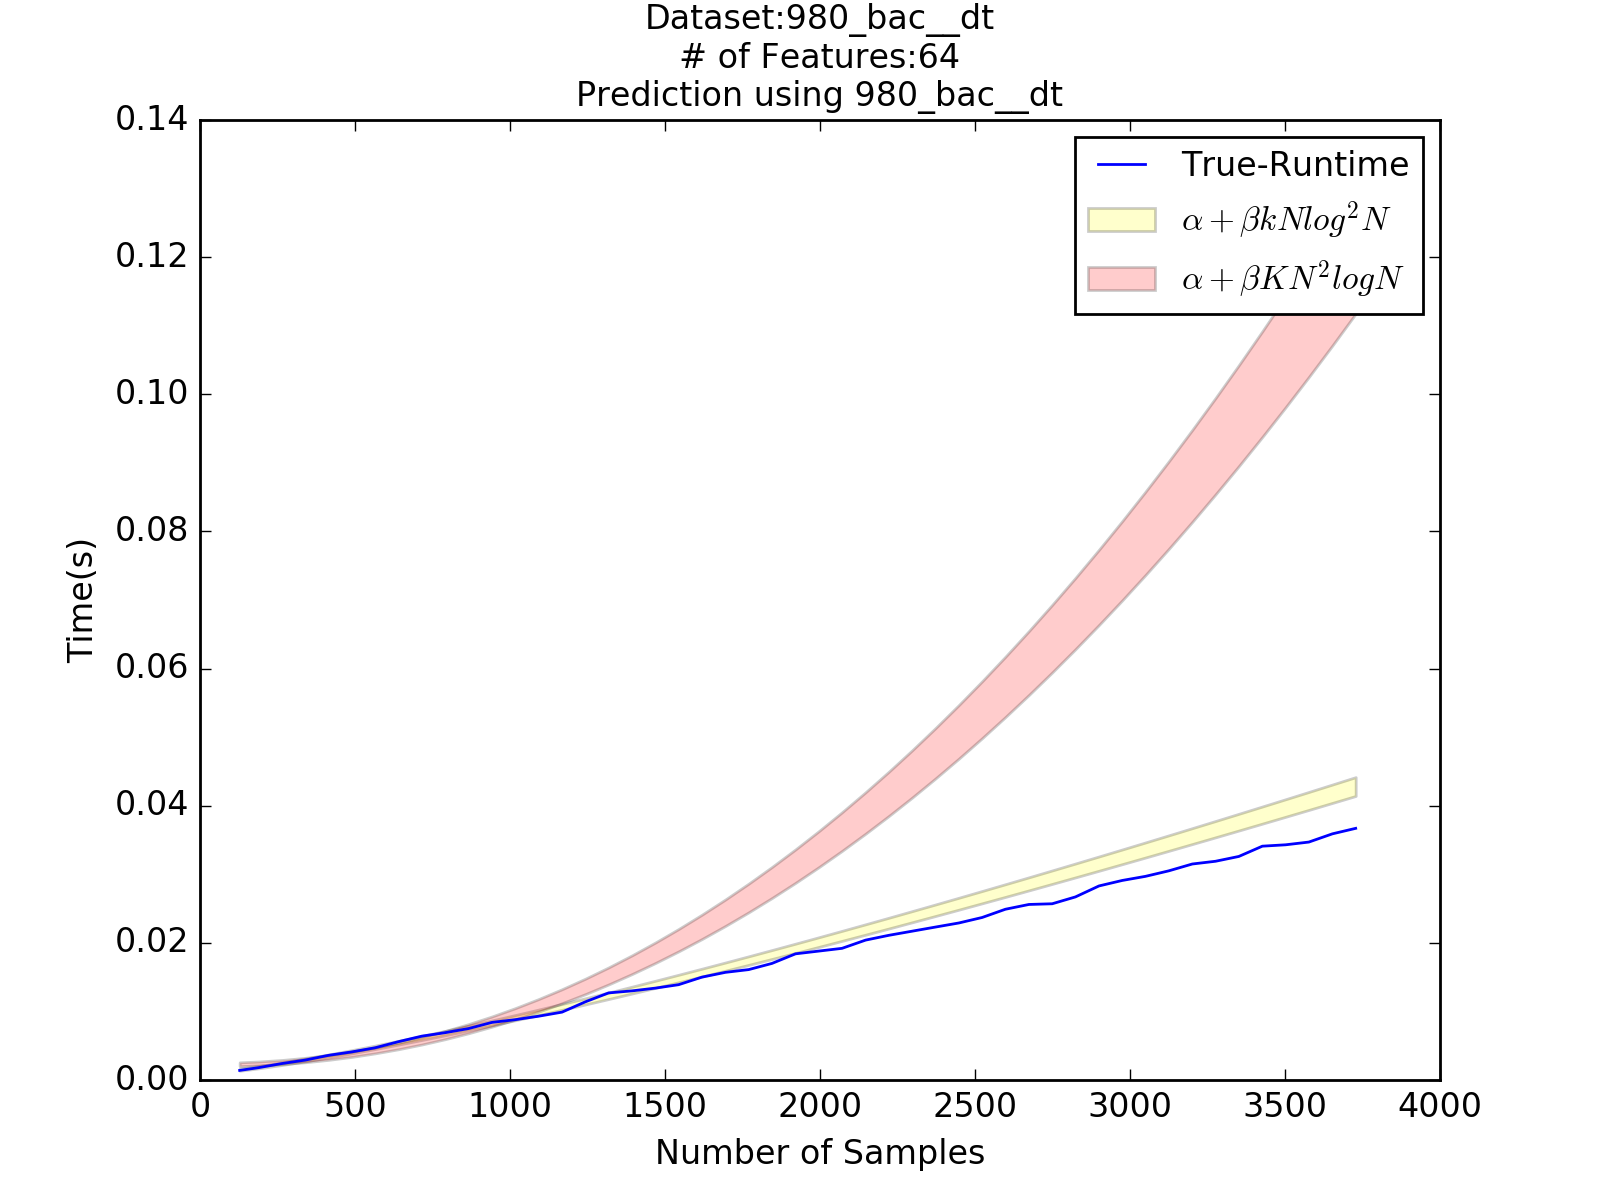 Dataset:980_bac__dt
# of Features:64
Prediction using 980_bac__dt
0.14
0.12
0.10
0.08
0.06
0.04
0.02
0.00
Time(s)
True-Runtime
α + βkNlog²N
α + βKN²logN
0 500 1000 1500 2000 2500 3000 3500 4000
Number of Samples